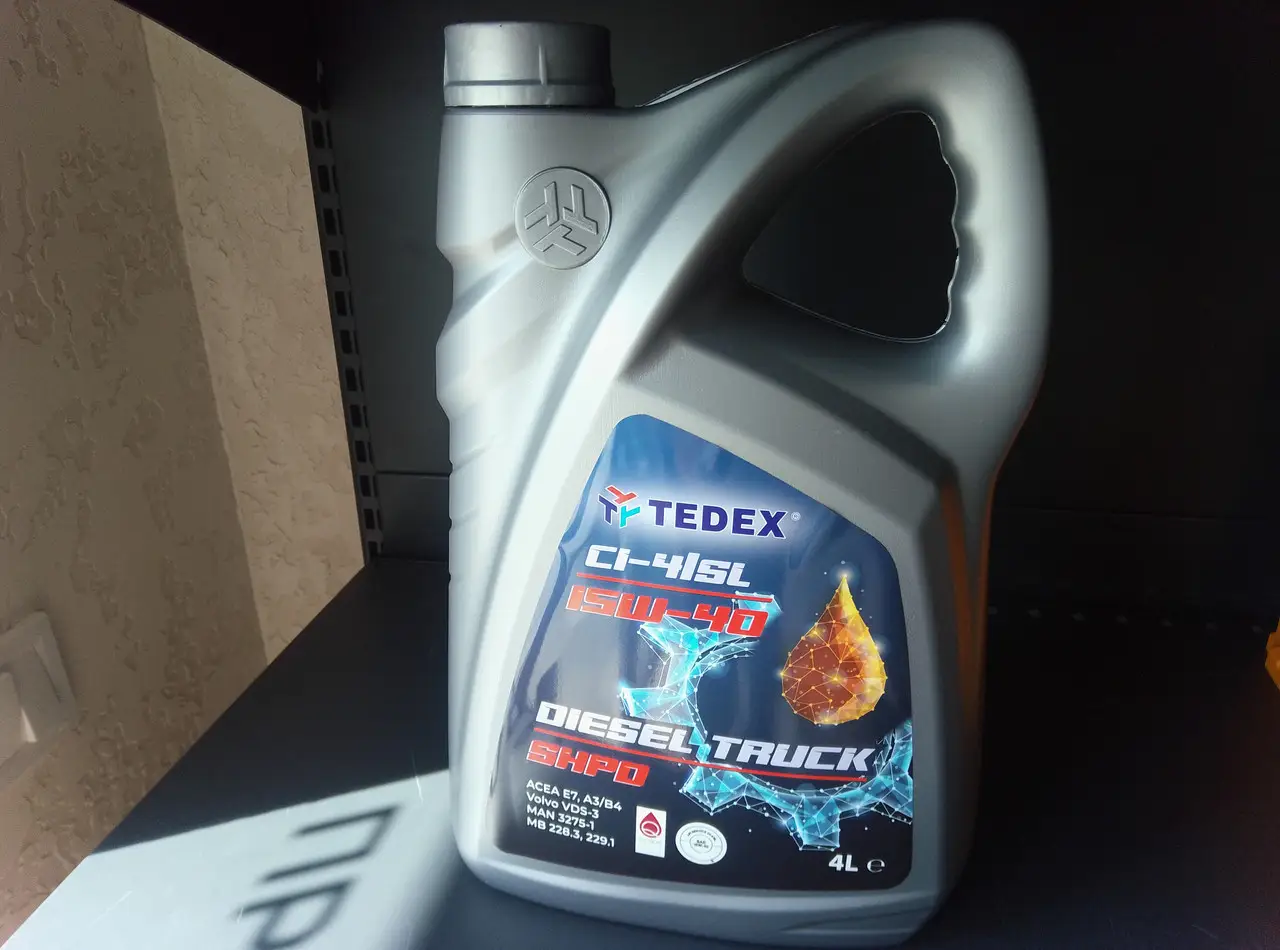 TEDEX®
CI-4/SL
15W-40
DIESEL TRUCK
SHPD
ACEA E7, A3/B4
Volvo VDS-3
MAN 3275-1
MB 228.3, 229.1
4L ℮
ПР